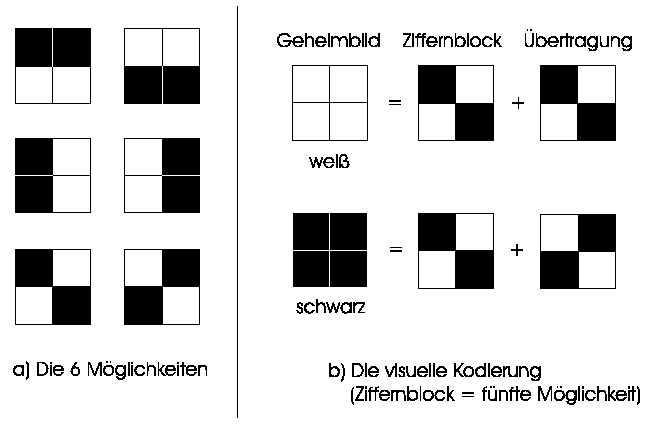 Geheimbild Ziffernblock Übertragung
= +
weiß
= +
schwarz
a) Die 6 Möglichkeiten
b) Die visuelle Kodierung
(Ziffernblock = fünfte Möglichkeit)